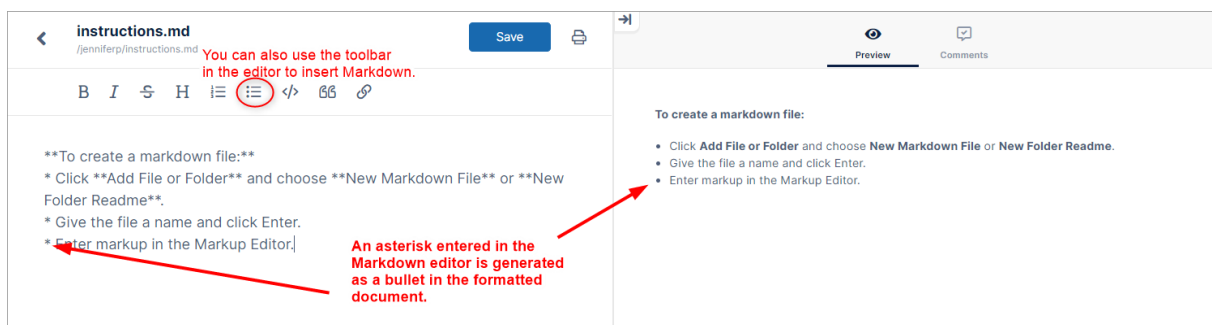 instructions.md
/jenniferp/instructions.md
Save
You can also use the toolbar
in the editor to insert Markdown.
B I S H </> 66
**To create a markdown file:**
* Click **Add File or Folder** and choose **New Markdown File** or **New
Folder Readme**.
* Give the file a name and click Enter.
* Enter markup in the Markup Editor.
An asterisk entered in the
Markdown editor is generated
as a bullet in the formatted
document.
Preview
Comments
To create a markdown file:
• Click Add File or Folder and choose New Markdown File or New Folder Readme.
• Give the file a name and click Enter.
• Enter markup in the Markup Editor.